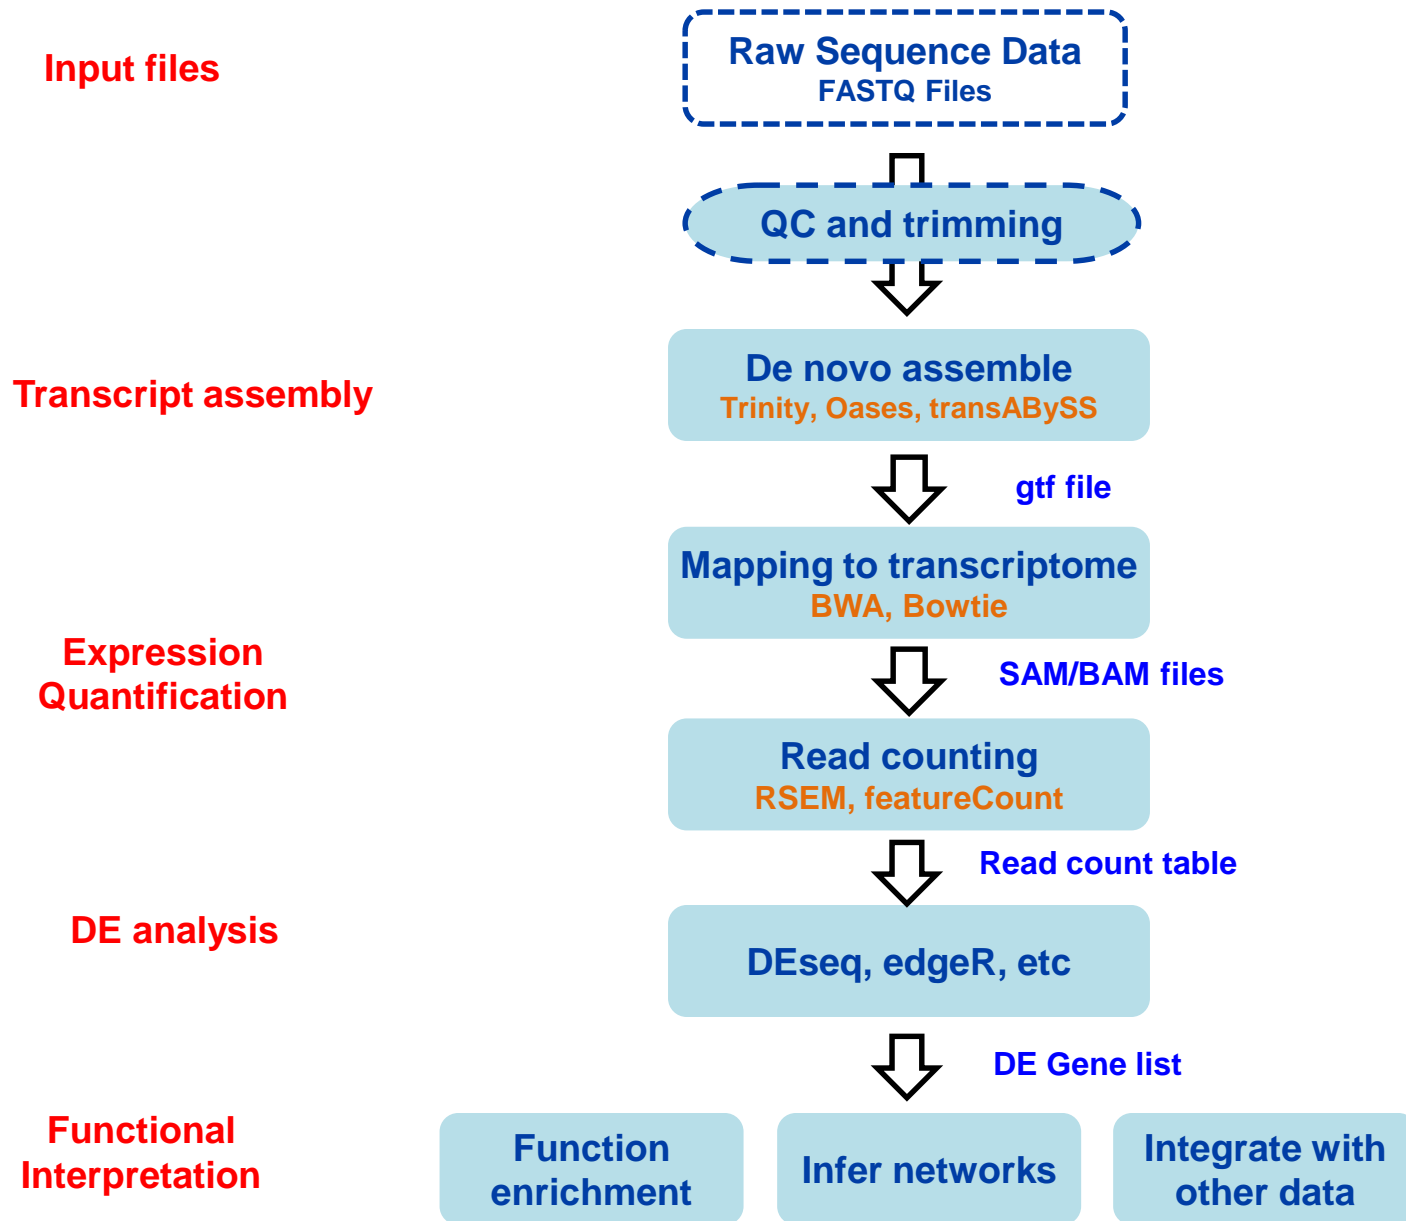 Input files
Raw Sequence Data
FASTQ Files
QC and trimming
Transcript assembly
De novo assemble
Trinity, Oases, transABySS
gtf file
Mapping to transcriptome
BWA, Bowtie
Expression
Quantification
SAM/BAM files
Read counting
RSEM, featureCount
Read count table
DE analysis
DEseq, edgeR, etc
DE Gene list
Functional
Interpretation
Function
enrichment
Infer networks
Integrate with
other data